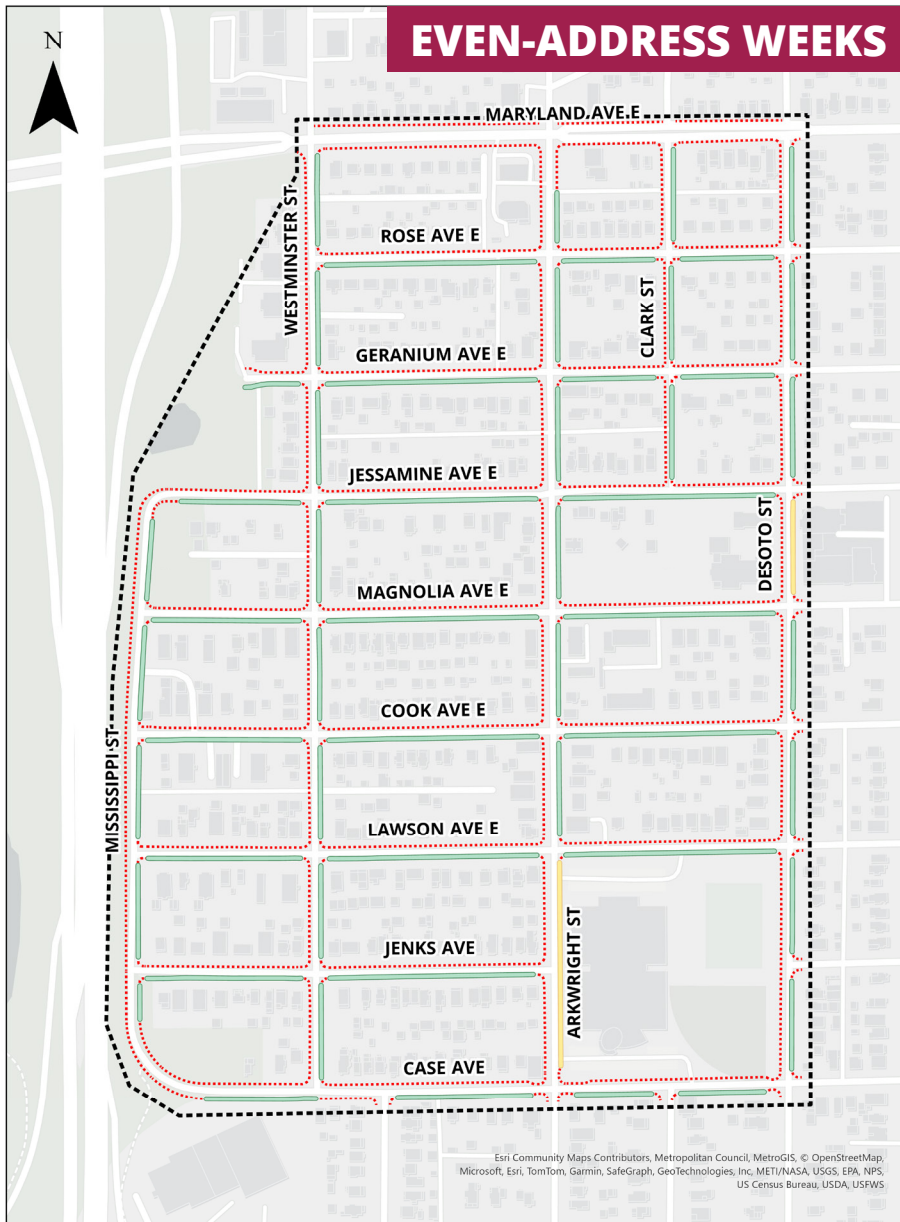 EVEN-ADDRESS WEEKS
N
MARYLAND AVE E
WESTMINSTER ST
ROSE AVE E
CLARK ST
GERANIUM AVE E
JESSAMINE AVE E
DESOTO ST
MAGNOLIA AVE E
COOK AVE E
MISSISSIPPI ST
LAWSON AVE E
ARKWRIGHT ST
JENKS AVE
CASE AVE
Esri Community Maps Contributors, Metropolitan Council, MetroGIS, © OpenStreetMap,
Microsoft, Esri, TomTom, Garmin, SafeGraph, GeoTechnologies, Inc, METI/NASA, USGS, EPA, NPS,
US Census Bureau, USDA, USFWS